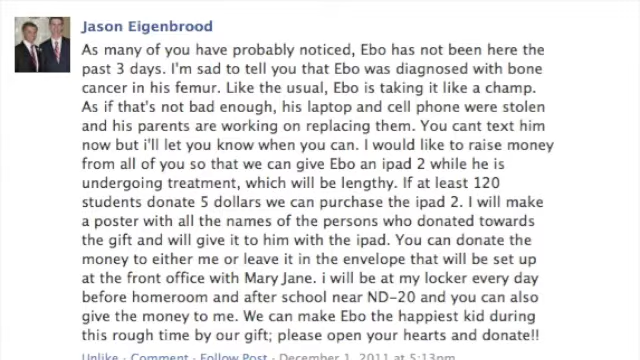 Jason Eigenbrood
As many of you have probably noticed, Ebo has not been here the
past 3 days. I'm sad to tell you that Ebo was diagnosed with bone
cancer in his femur. Like the usual, Ebo is taking it like a champ.
As if that's not bad enough, his laptop and cell phone were stolen
and his parents are working on replacing them. You cant text him
now but i'll let you know when you can. I would like to raise money
from all of you so that we can give Ebo an ipad 2 while he is
undergoing treatment, which will be lengthy. If at least 120
students donate 5 dollars we can purchase the ipad 2. I will make
a poster with all the names of the persons who donated towards
the gift and will give it to him with the ipad. You can donate the
money to either me or leave it in the envelope that will be set up
at the front office with Mary Jane. i will be at my locker every day
before homeroom and after school near ND-20 and you can also
give the money to me. We can make Ebo the happiest kid during
this rough time by our gift; please open your hearts and donate!!
Unlike · Comment · Follow Post · December 1, 2011 at 5:13pm